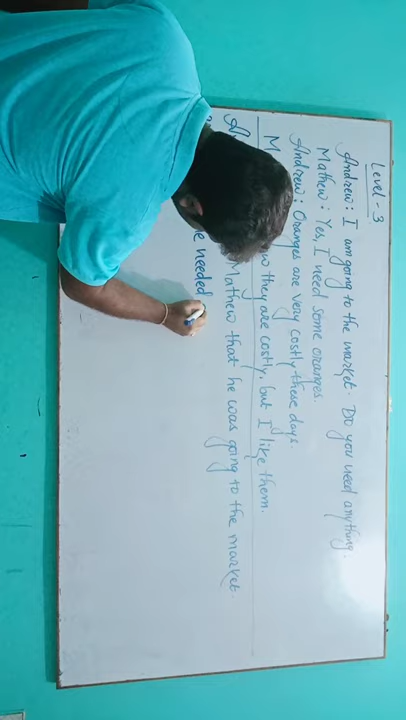 Level - 3
Andrew: I am going to the market. Do you need anything.
Mathew: Yes, I need some oranges.
Andrew: Oranges are very costly these days.
M w they are costly, but I like them.
A Mathew that he was going to the market.
e needed